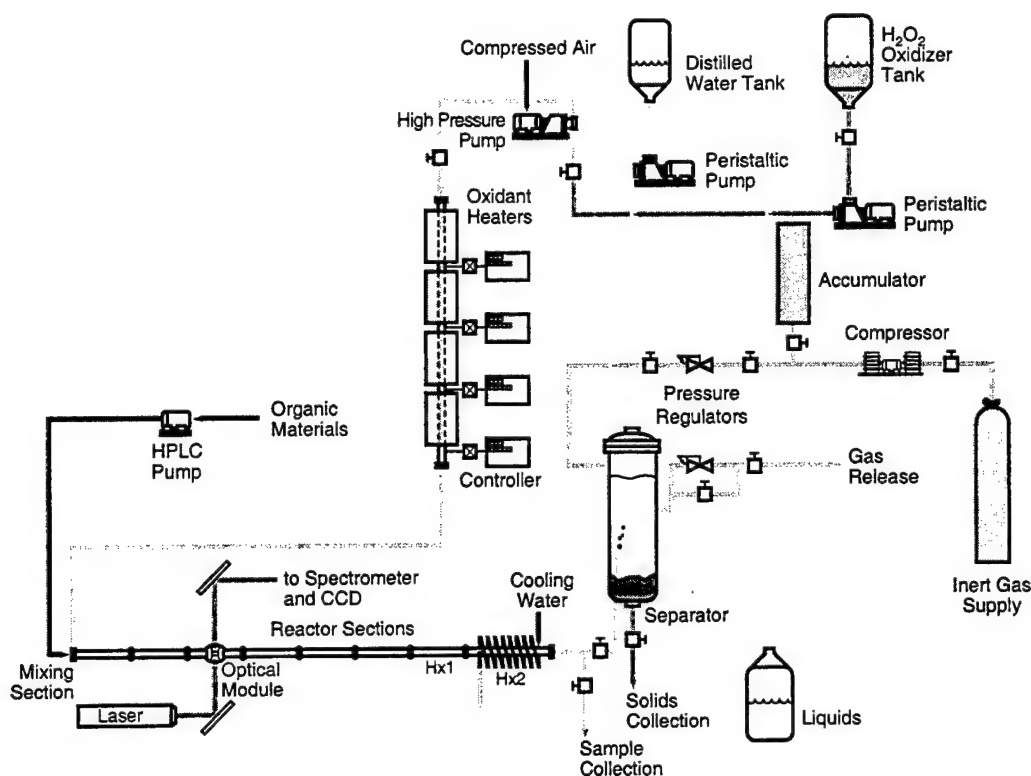 Compressed Air
Distilled
Water Tank
H₂O₂
Oxidizer
Tank
High Pressure
Pump
Peristaltic
Pump
Peristaltic
Pump
Oxidant
Heaters
Accumulator
Compressor
Pressure
Regulators
Organic
Materials
HPLC
Pump
Controller
Gas
Release
Inert Gas
Supply
to Spectrometer
and CCD
Cooling
Water
Separator
Reactor Sections
Mixing
Section
Optical
Module
Hx1
Hx2
Laser
Solids
Collection
Liquids
Sample
Collection